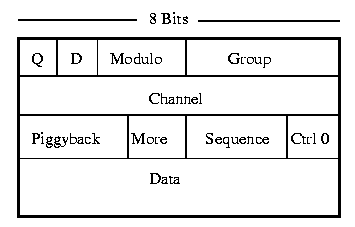 8 Bits
Q D Modulo Group
Channel
Piggyback More Sequence Ctrl 0
Data